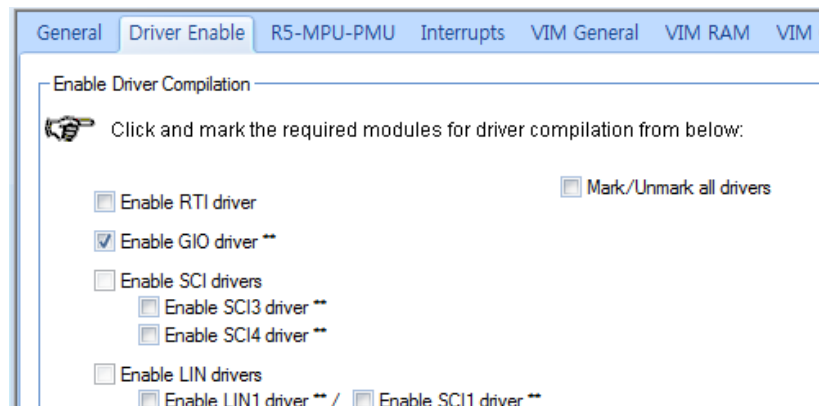 General Driver Enable R5-MPU-PMU Interrupts VIM General VIM RAM VIM
Enable Driver Compilation
Click and mark the required modules for driver compilation from below:
Mark/Unmark all drivers
Enable RTI driver
Enable GIO driver **
Enable SCI drivers
Enable SCI3 driver **
Enable SCI4 driver **
Enable LIN drivers
Enable LIN1 driver ** / Enable SCI1 driver **